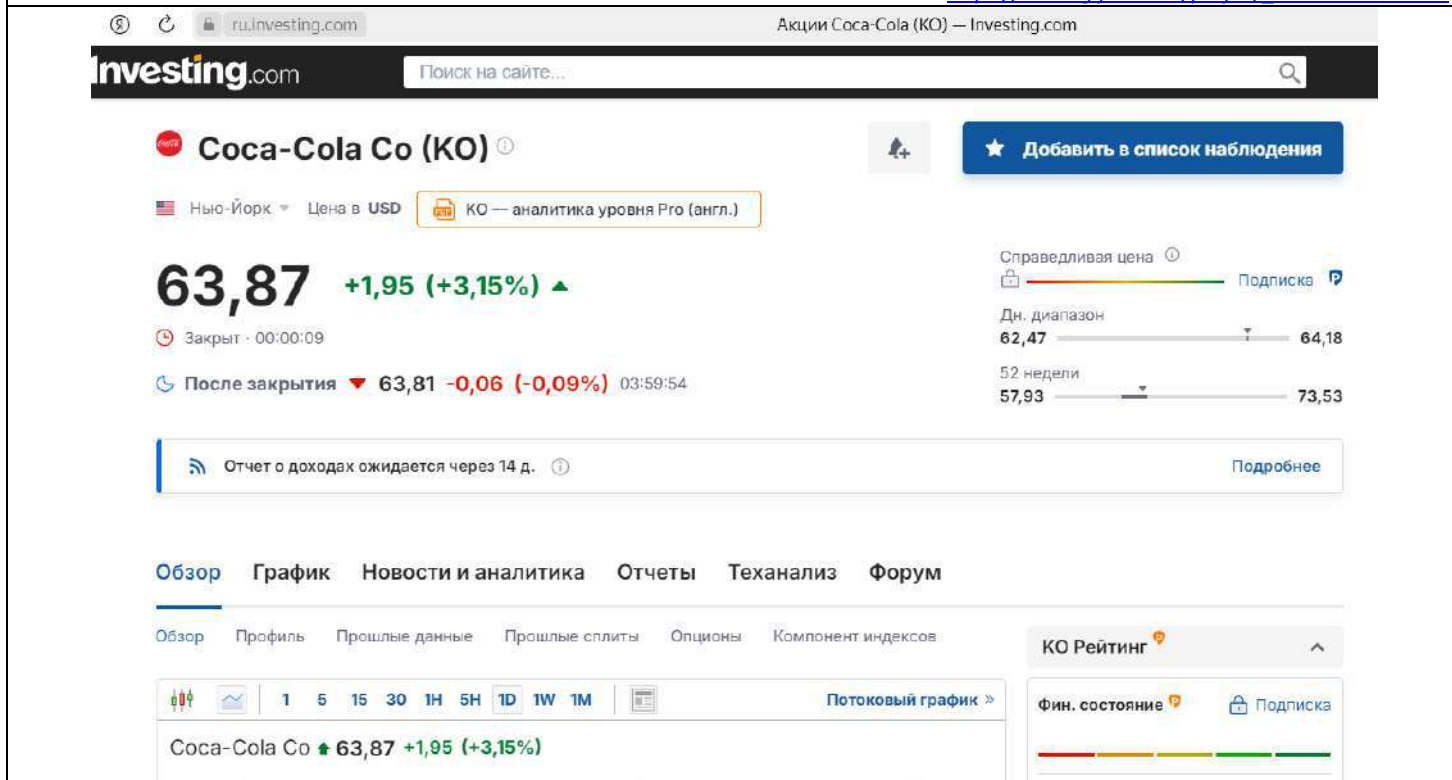 ru.investing.com
Акции Coca-Cola (KO) — Investing.com
Investing.com
Поиск на сайте...
Coca-Cola Co (KO)
Добавить в список наблюдения
Нью-Йорк
Цена в USD
KO — аналитика уровня Pro (англ.)
63,87 +1,95 (+3,15%)
Закрыт · 00:00:09
После закрытия 63,81 -0,06 (-0,09%) 03:59:54
Справедливая цена
Подписка
Дн. диапазон
62,47 64,18
52 недели
57,93 73,53
Отчет о доходах ожидается через 14 д.
Подробнее
Обзор График Новости и аналитика Отчеты Теханализ Форум
Обзор Профиль Прошлые данные Прошлые сплиты Опционы Компонент индексов
1 5 15 30 1H 5H 1D 1W 1M
Потоковый график »
Coca-Cola Co 63,87 +1,95 (+3,15%)
КО Рейтинг
Фин. состояние
Подписка